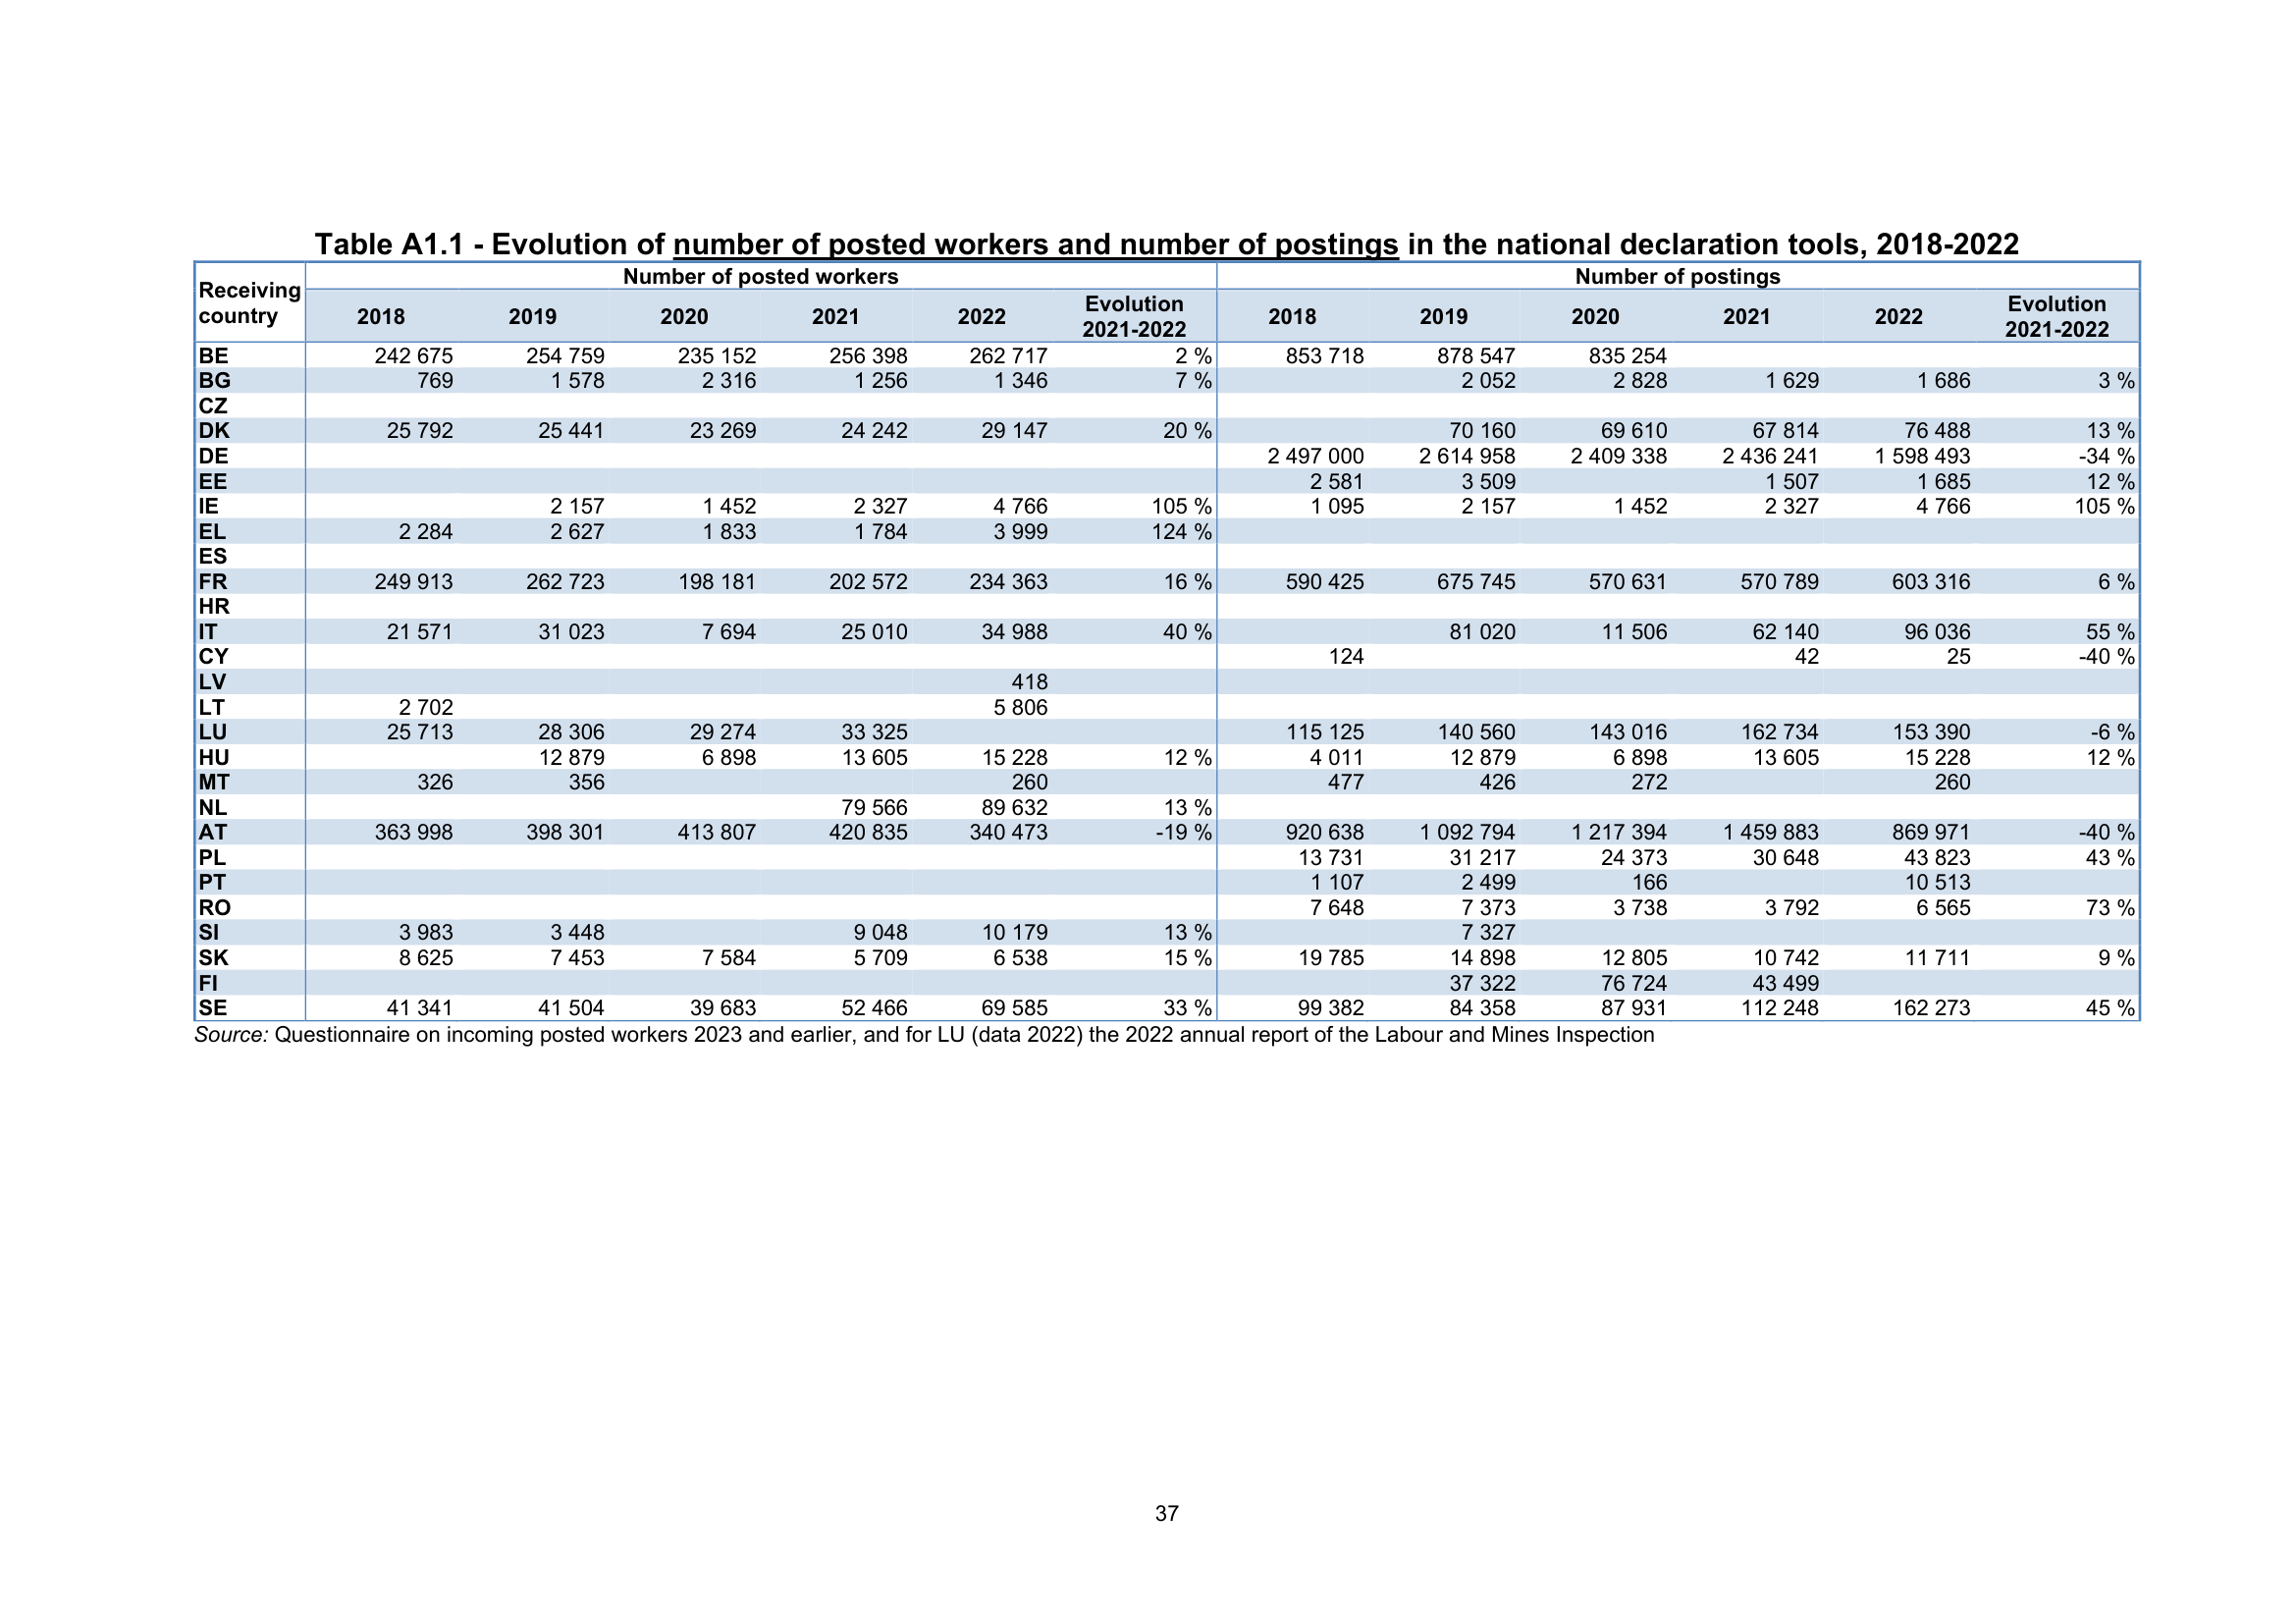 Table A1.1 - Evolution of number of posted workers and number of postings in the national declaration tools, 2018-2022
Receiving country Number of posted workers Number of postings
2018 2019 2020 2021 2022 Evolution 2021-2022 2018 2019 2020 2021 2022 Evolution 2021-2022
BE 242 675 254 759 235 152 256 398 262 717 2 % 853 718 878 547 835 254
BG 769 1 578 2 316 1 256 1 346 7 % 2 052 2 828 1 629 1 686 3 %
CZ
DK 25 792 25 441 23 269 24 242 29 147 20 % 70 160 69 610 67 814 76 488 13 %
DE 2 497 000 2 614 958 2 409 338 2 436 241 1 598 493 -34 %
EE 2 581 3 509 1 507 1 685 12 %
IE 2 157 1 452 2 327 4 766 105 % 1 095 2 157 1 452 2 327 4 766 105 %
EL 2 284 2 627 1 833 1 784 3 999 124 %
ES
FR 249 913 262 723 198 181 202 572 234 363 16 % 590 425 675 745 570 631 570 789 603 316 6 %
HR
IT 21 571 31 023 7 694 25 010 34 988 40 % 81 020 11 506 62 140 96 036 55 %
CY 124 42 25 -40 %
LV 418
LT 2 702 5 806
LU 25 713 28 306 29 274 33 325 115 125 140 560 143 016 162 734 153 390 -6 %
HU 12 879 6 898 13 605 15 228 12 % 4 011 12 879 6 898 13 605 15 228 12 %
MT 326 356 260 477 426 272 260
NL 79 566 89 632 13 %
AT 363 998 398 301 413 807 420 835 340 473 -19 % 920 638 1 092 794 1 217 394 1 459 883 869 971 -40 %
PL 13 731 31 217 24 373 30 648 43 823 43 %
PT 1 107 2 499 166 10 513
RO 7 648 7 373 3 738 3 792 6 565 73 %
SI 3 983 3 448 9 048 10 179 13 % 7 327
SK 8 625 7 453 7 584 5 709 6 538 15 % 19 785 14 898 12 805 10 742 11 711 9 %
FI 37 322 76 724 43 499
SE 41 341 41 504 39 683 52 466 69 585 33 % 99 382 84 358 87 931 112 248 162 273 45 %
Source: Questionnaire on incoming posted workers 2023 and earlier, and for LU (data 2022) the 2022 annual report of the Labour and Mines Inspection
37